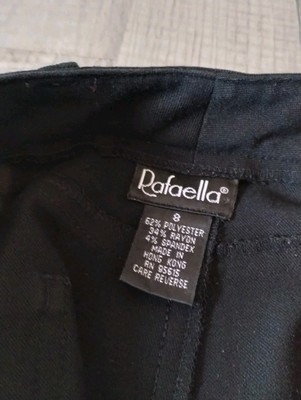 Rafaella®
8
62% POLYESTER
34% RAYON
4% SPANDEX
MADE IN
HONG KONG
RN 95615
CARE REVERSE